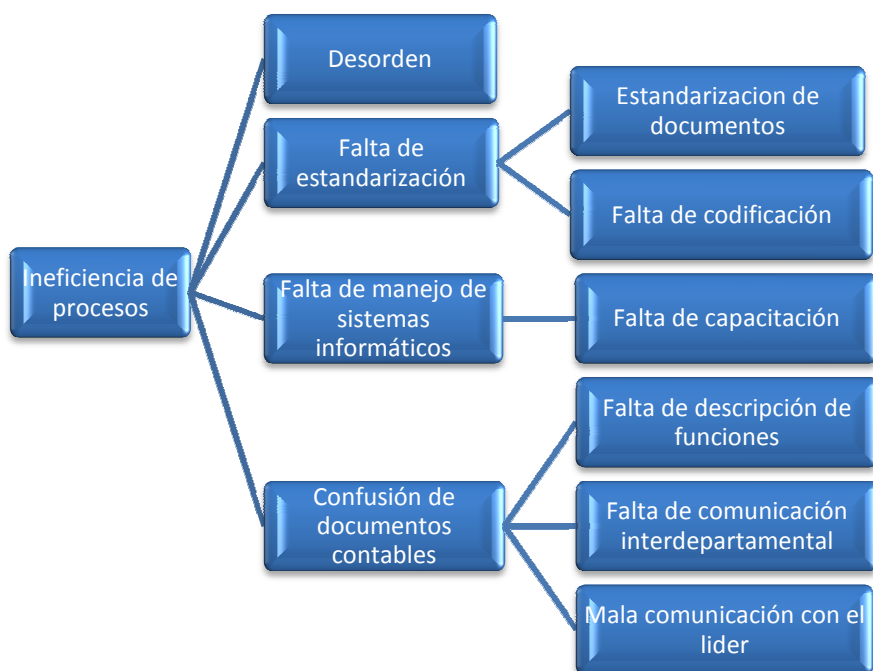 Desorden
Estandarizacion de
documentos
Falta de
estandarización
Falta de codificación
Ineficiencia de
procesos
Falta de manejo de
sistemas
informáticos
Falta de capacitación
Falta de descripción de
funciones
Confusión de
documentos
contables
Falta de comunicación
interdepartamental
Mala comunicación con el
lider